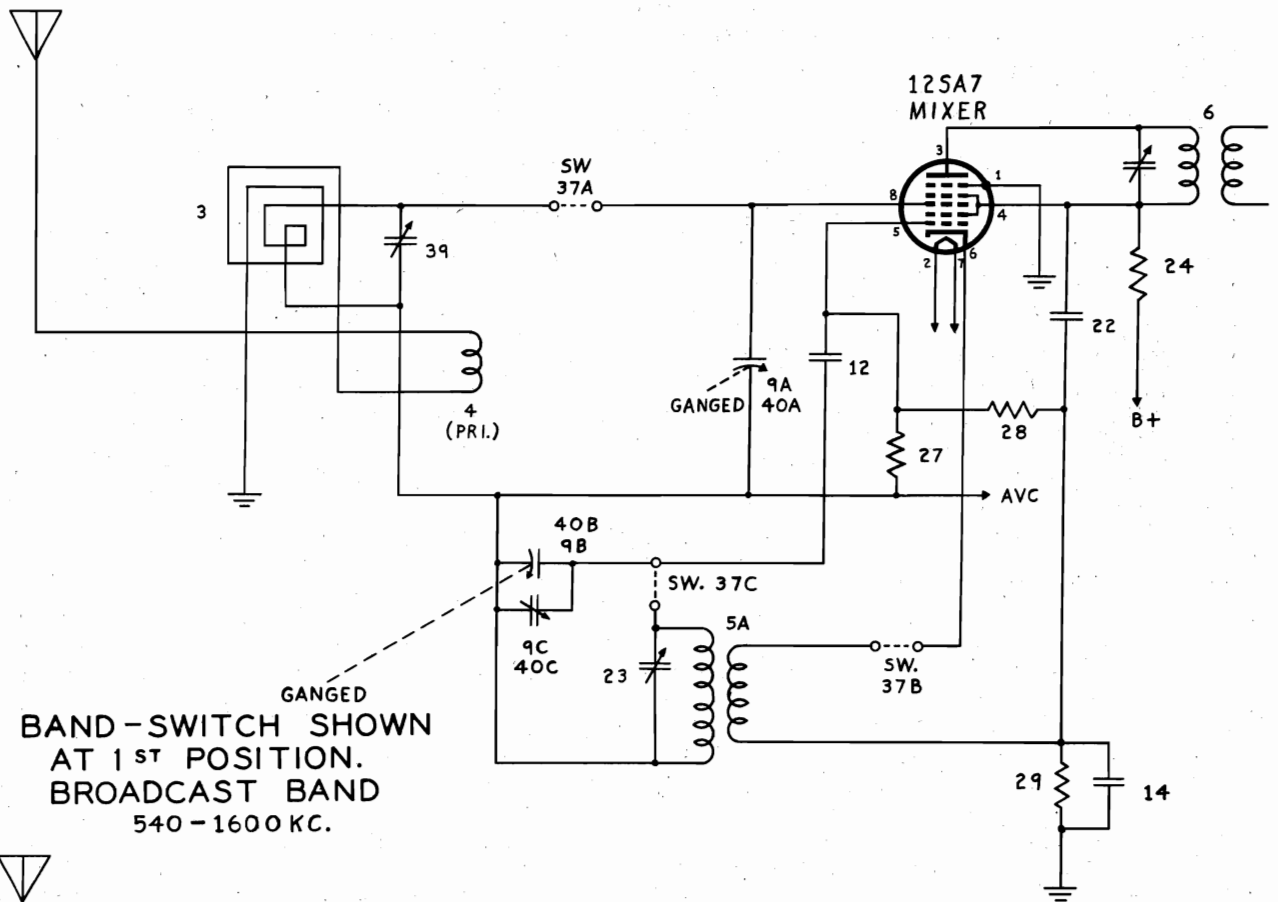 12SA7
MIXER
6
3
1
SW
37A
3
8
4
5
39
2
7
6
24
22
12
9A
GANGED
40A
4
(PRI.)
28
B+
27
AVC
40B
9B
SW. 37C
5A
9C
40C
23
SW.
37B
GANGED
BAND-SWITCH SHOWN
AT 1ST POSITION.
BROADCAST BAND
540-1600 KC.
29
14